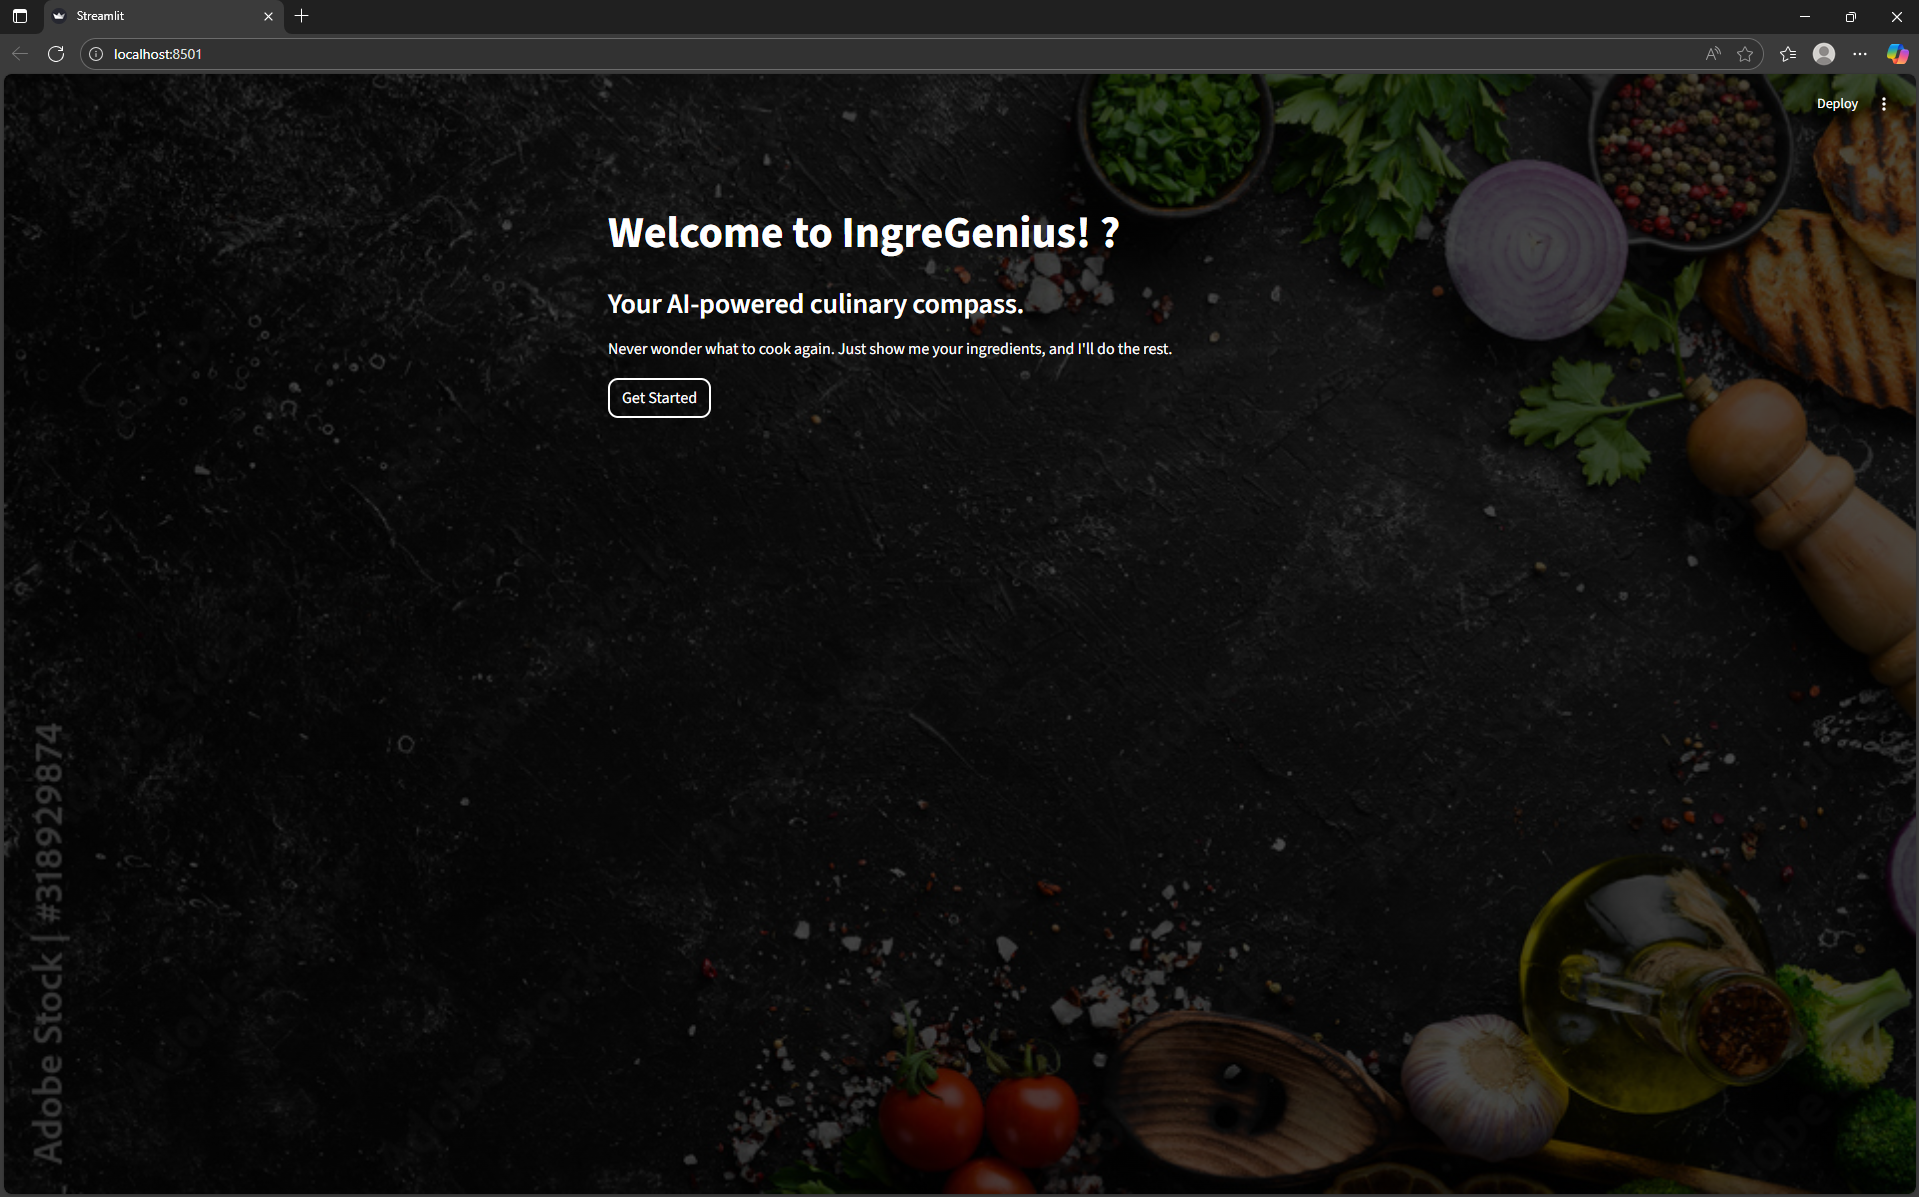 Streamlit
localhost:8501
Deploy
Welcome to IngreGenius! ?
Your AI-powered culinary compass.
Never wonder what to cook again. Just show me your ingredients, and I'll do the rest.
Get Started
Adobe Stock | #318929874